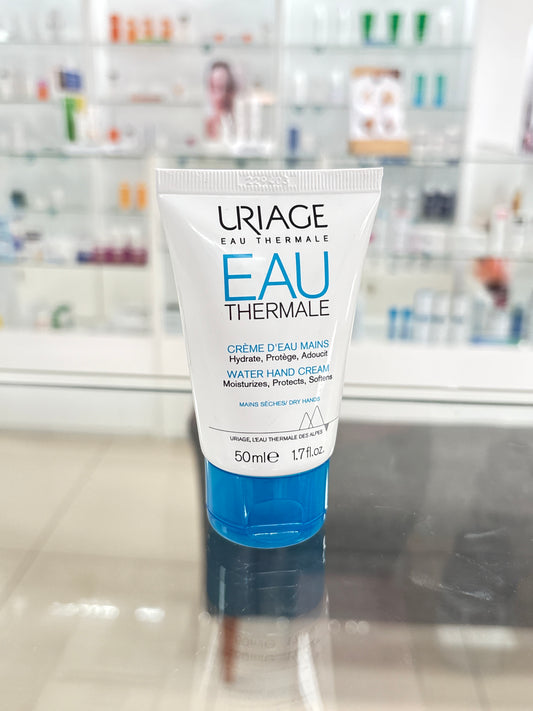 URIAGE
EAU THERMALE
EAU
THERMALE
CRÈME D'EAU MAINS
Hydrate, Protège, Adoucit
WATER HAND CREAM
Moisturizes, Protects, Softens
MAINS SÈCHES/ DRY HANDS
URIAGE, L'EAU THERMALE DES ALPES
50ml℮ 1.7fl.oz.